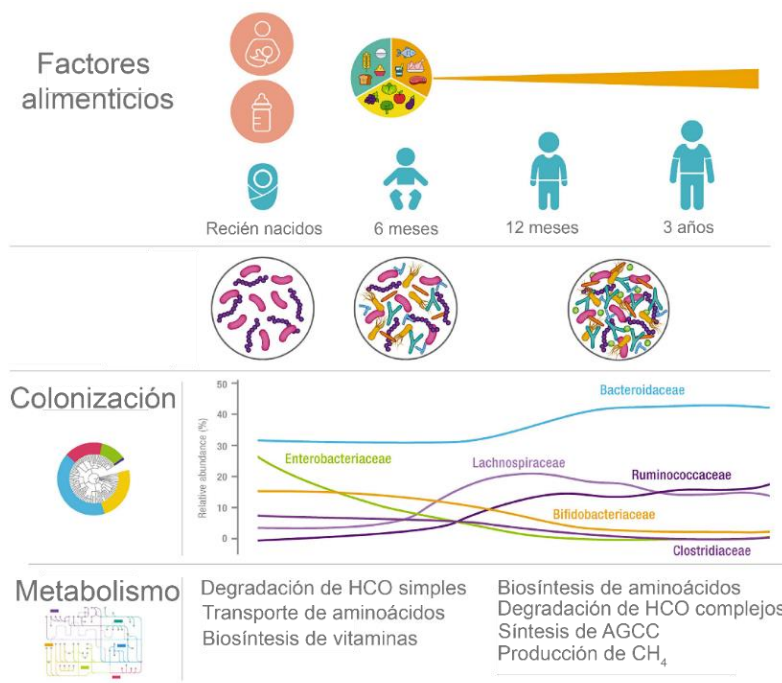 Factores
alimenticios
Recién nacidos
6 meses
12 meses
3 años
Colonización
Relative abundance (%)
50
40
30
20
10
0
Bacteroidaceae
Enterobacteriaceae
Lachnospiraceae
Ruminococcaceae
Bifidobacteriaceae
Clostridiaceae
Metabolismo
Degradación de HCO simples
Transporte de aminoácidos
Biosíntesis de vitaminas
Biosíntesis de aminoácidos
Degradación de HCO complejos
Síntesis de AGCC
Producción de CH₄